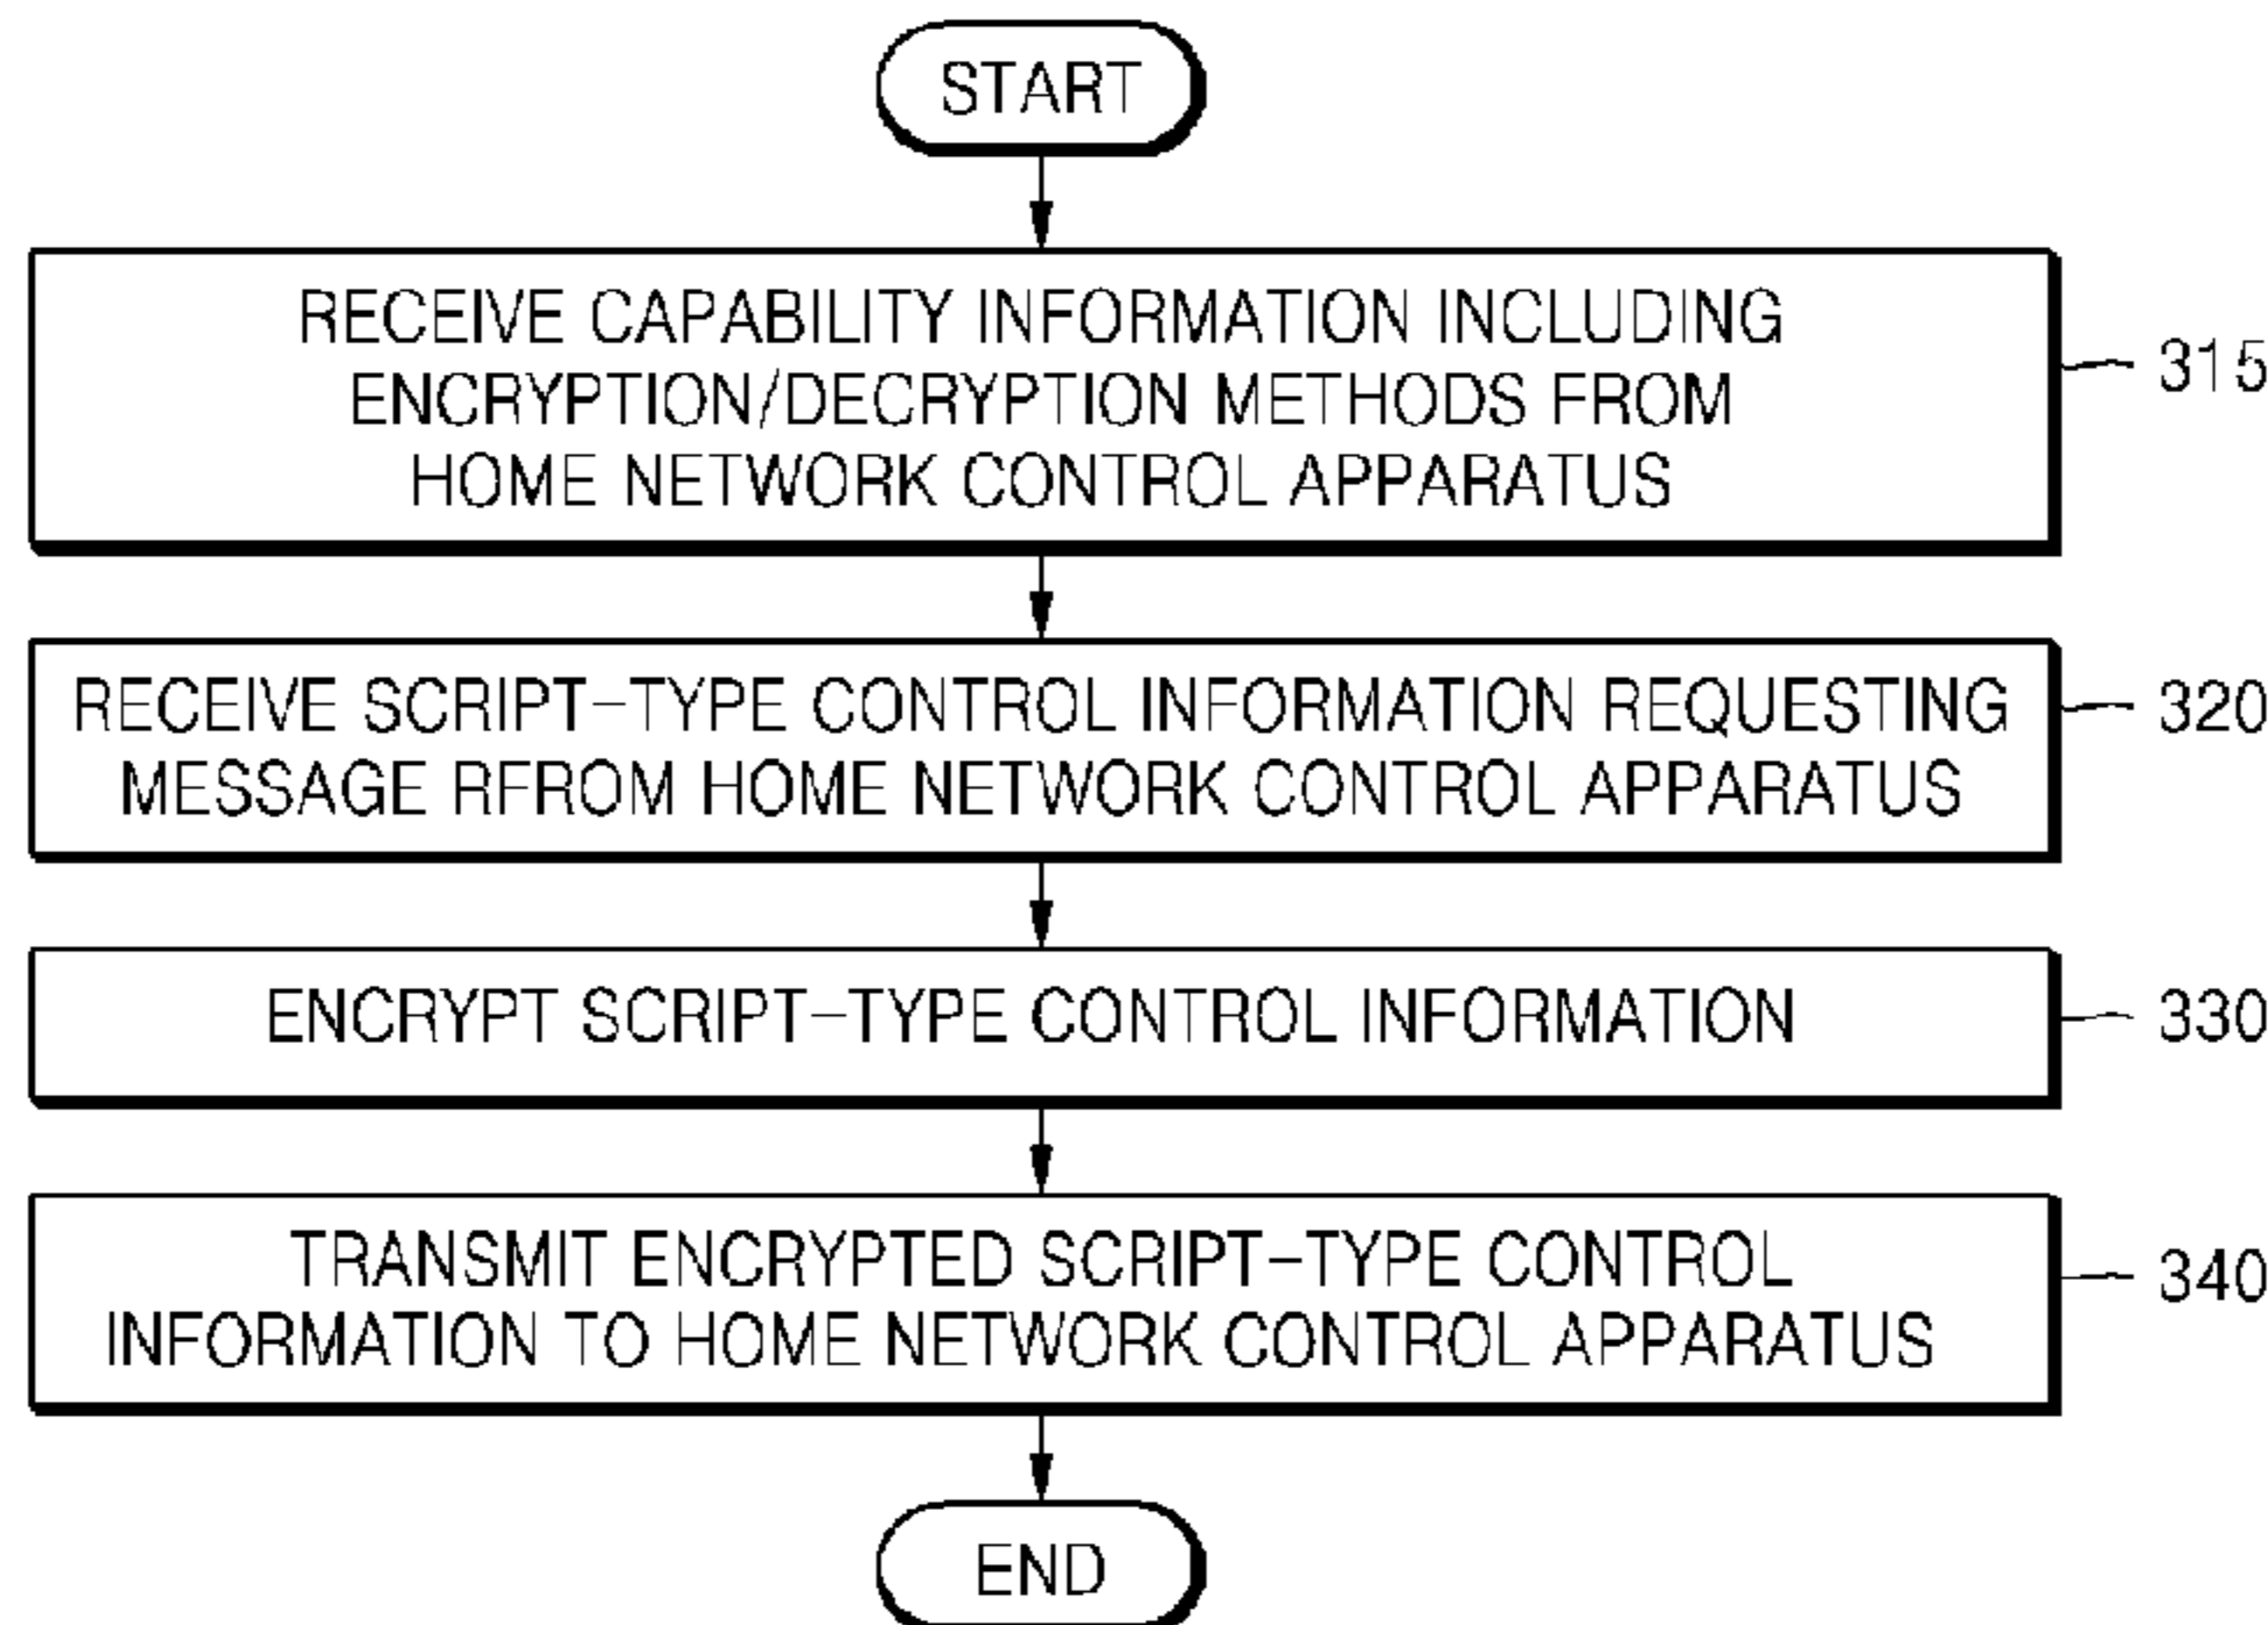 START
RECEIVE CAPABILITY INFORMATION INCLUDING
ENCRYPTION/DECRYPTION METHODS FROM
HOME NETWORK CONTROL APPARATUS
315
RECEIVE SCRIPT-TYPE CONTROL INFORMATION REQUESTING
MESSAGE RFROM HOME NETWORK CONTROL APPARATUS
320
ENCRYPT SCRIPT-TYPE CONTROL INFORMATION
330
TRANSMIT ENCRYPTED SCRIPT-TYPE CONTROL
INFORMATION TO HOME NETWORK CONTROL APPARATUS
340
END